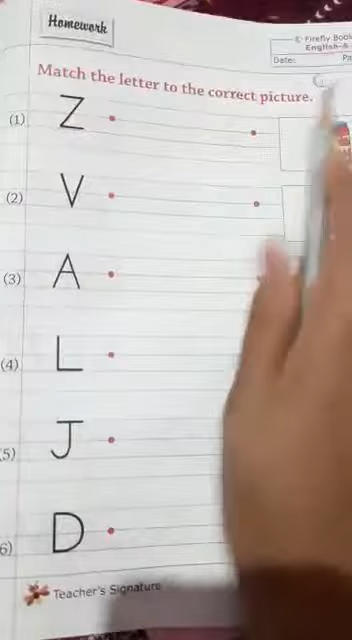 Homework
© Firefly Book
English-A
Date:
Match the letter to the correct picture.
(1) Z
(2) V
(3) A
(4) L
5) J
6) D
Teacher's Signature